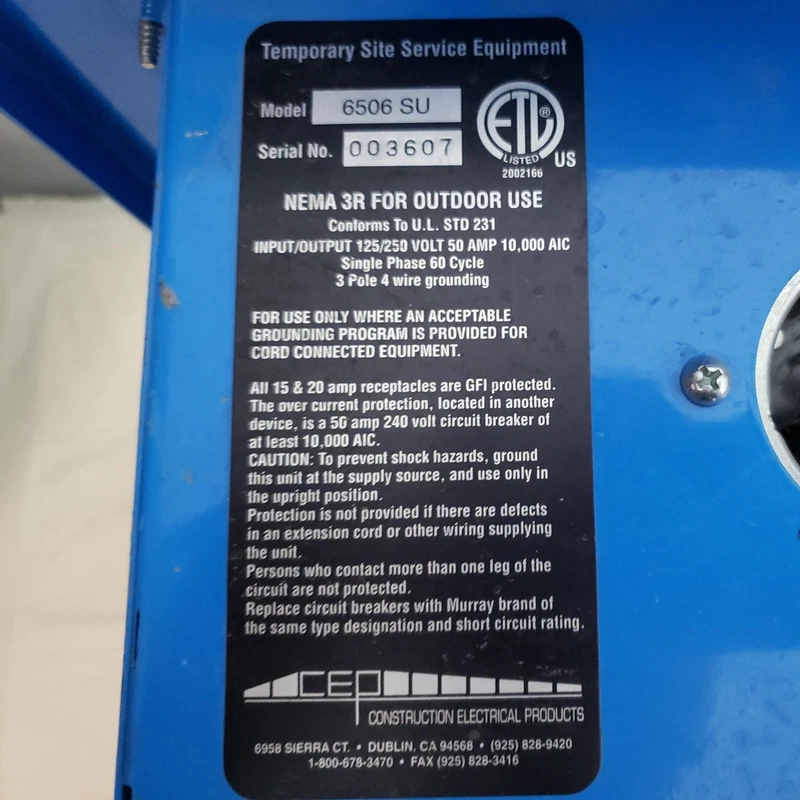 Temporary Site Service Equipment
Model 6506 SU
Serial No. 003607
ETL ®
LISTED US
2002166
NEMA 3R FOR OUTDOOR USE
Conforms To U.L. STD 231
INPUT/OUTPUT 125/250 VOLT 50 AMP 10,000 AIC
Single Phase 60 Cycle
3 Pole 4 wire grounding
FOR USE ONLY WHERE AN ACCEPTABLE
GROUNDING PROGRAM IS PROVIDED FOR
CORD CONNECTED EQUIPMENT.
All 15 & 20 amp receptacles are GFI protected.
The over current protection, located in another
device, is a 50 amp 240 volt circuit breaker of
at least 10,000 AIC.
CAUTION: To prevent shock hazards, ground
this unit at the supply source, and use only in
the upright position.
Protection is not provided if there are defects
in an extension cord or other wiring supplying
the unit.
Persons who contact more than one leg of the
circuit are not protected.
Replace circuit breakers with Murray brand of
the same type designation and short circuit rating.
CEP
CONSTRUCTION ELECTRICAL PRODUCTS
6958 SIERRA CT. • DUBLIN, CA 94568 • (925) 828-9420
1-800-678-3470 • FAX (925) 828-3416